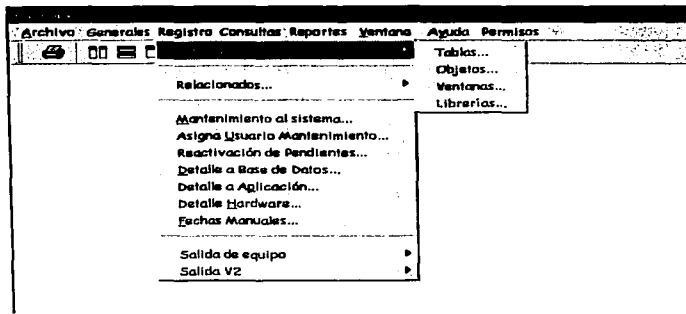 Archivo Generales Registro Consultas Reportes Ventana Ayuda Permisos
Tablas...
Objetos...
Ventanas...
Librerías...
Relacionados...
Mantenimiento al sistema...
Asigna Usuario Mantenimiento...
Reactivación de Pendientes...
Detalle a Base de Datos...
Detalle a Aplicación...
Detalle Hardware...
Fechas Manuales...
Salida de equipo
Salida V2